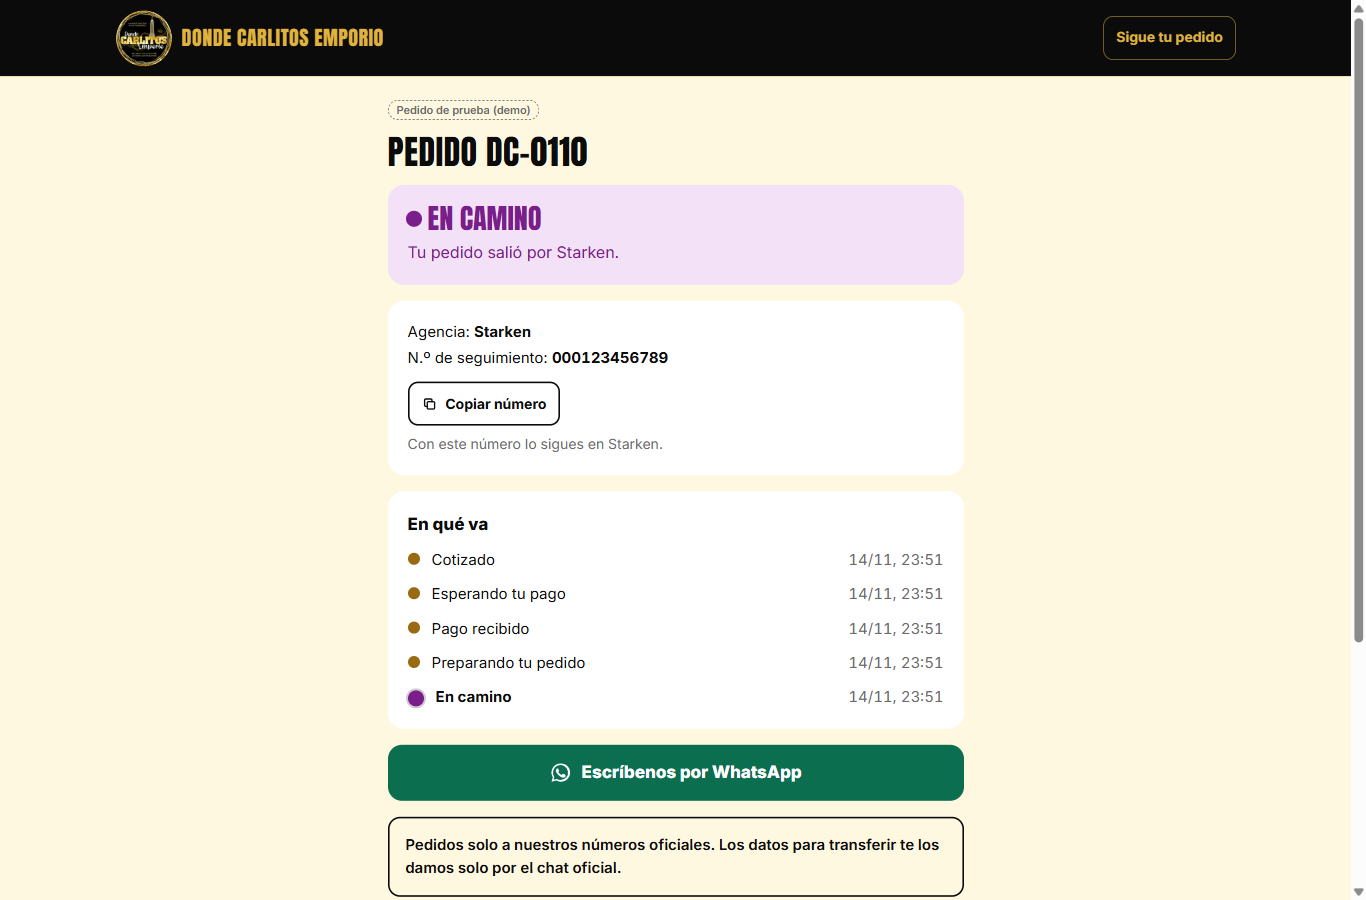 Donde
CARLITOS
Emporio
DONDE CARLITOS EMPORIO
Sigue tu pedido
Pedido de prueba (demo)
PEDIDO DC-0110
EN CAMINO
Tu pedido salió por Starken.
Agencia: Starken
N.º de seguimiento: 000123456789
Copiar número
Con este número lo sigues en Starken.
En qué va
Cotizado 14/11, 23:51
Esperando tu pago 14/11, 23:51
Pago recibido 14/11, 23:51
Preparando tu pedido 14/11, 23:51
En camino 14/11, 23:51
Escríbenos por WhatsApp
Pedidos solo a nuestros números oficiales. Los datos para transferir te los
damos solo por el chat oficial.